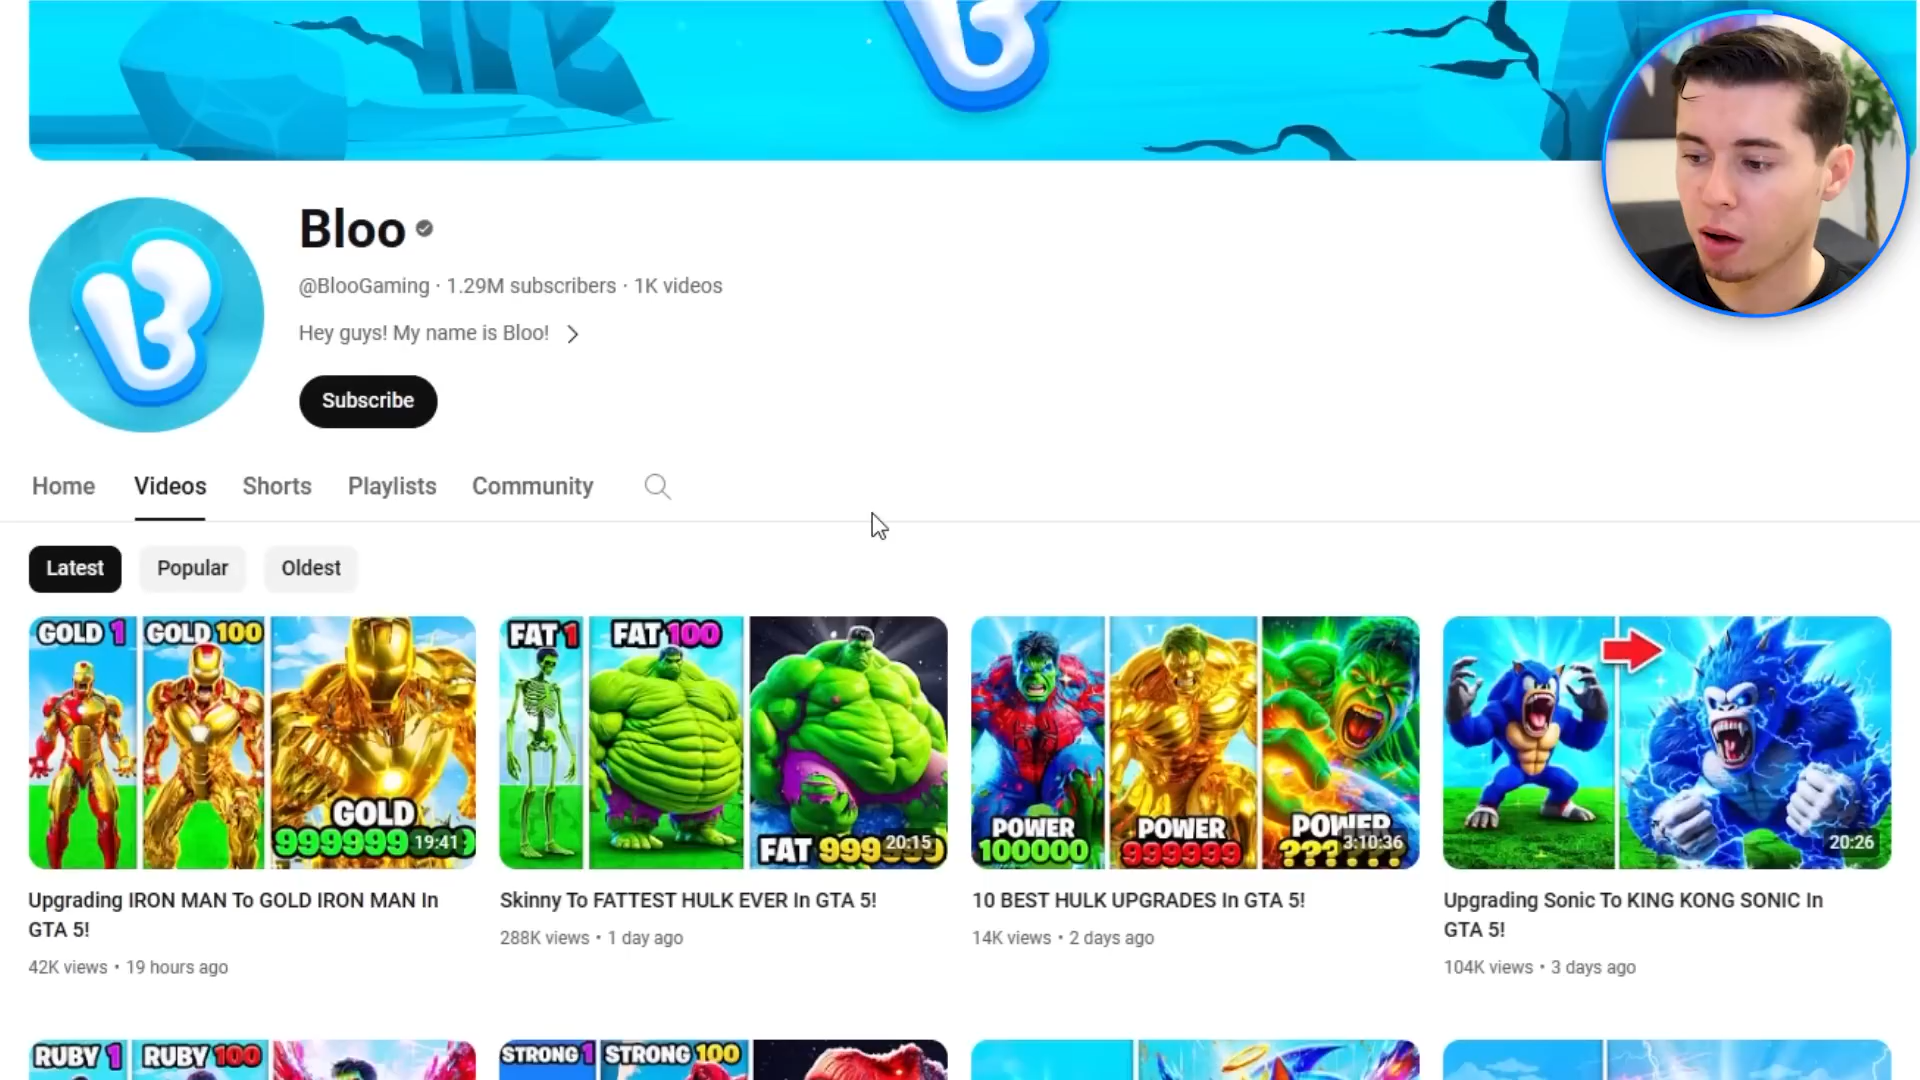 Bloo
@BlooGaming · 1.29M subscribers · 1K videos
Hey guys! My name is Bloo!
Subscribe
Home Videos Shorts Playlists Community
Latest Popular Oldest
GOLD 1 GOLD 100 GOLD 999999 19:41
FAT 1 FAT 100 FAT 999 20:15
POWER 100000 POWER 999999 POWER ??? 3:10:36
20:26
Upgrading IRON MAN To GOLD IRON MAN In GTA 5!
42K views • 19 hours ago
Skinny To FATTEST HULK EVER In GTA 5!
288K views • 1 day ago
10 BEST HULK UPGRADES In GTA 5!
14K views • 2 days ago
Upgrading Sonic To KING KONG SONIC In GTA 5!
104K views • 3 days ago
RUBY 1 RUBY 100
STRONG 1 STRONG 100